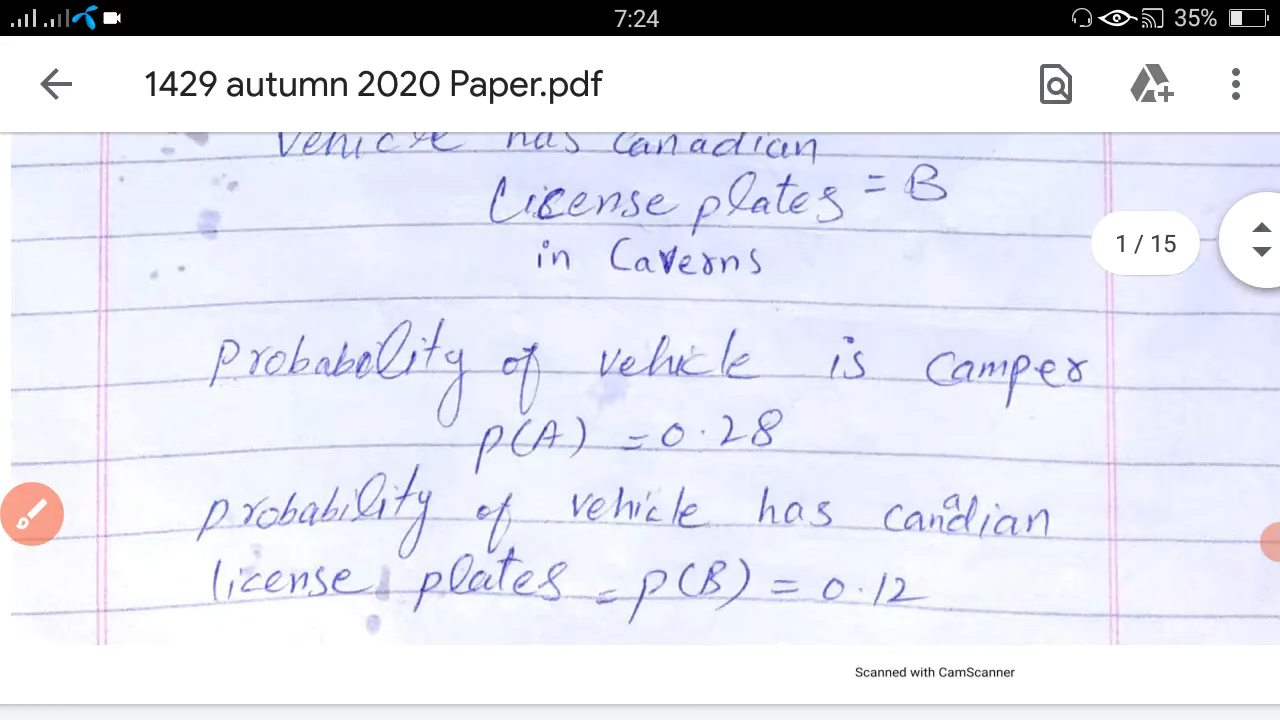 7:24
35%
1429 autumn 2020 Paper.pdf
Vehicle has Canadian
License plates = B
in Caverns
1 / 15
probabelity of vehicle is camper
p(A) = 0.28
probability of vehicle has candian
a
license plates = p(B) = 0.12
Scanned with CamScanner